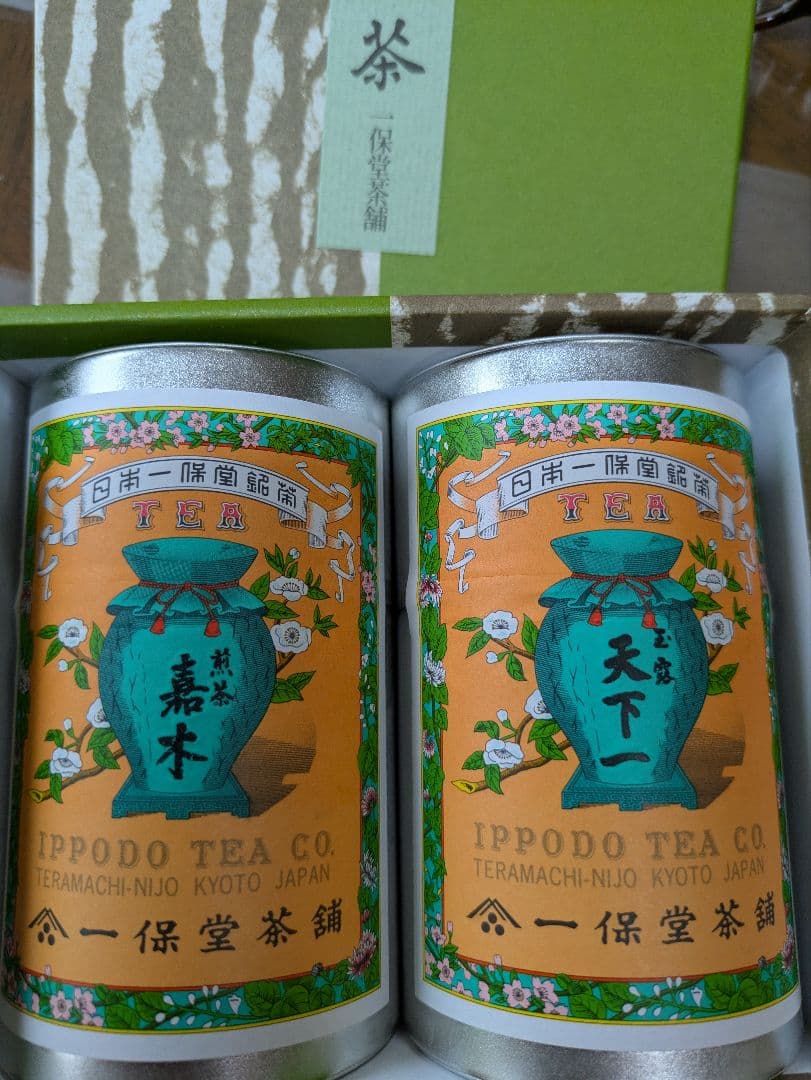 茶
一保堂茶舗
日本一保堂銘茶
TEA
煎茶
嘉木
IPPODO TEA CO.
TERAMACHI-NIJO KYOTO JAPAN
一保堂茶舗
日本一保堂銘茶
TEA
玉露
天下一
IPPODO TEA CO.
TERAMACHI-NIJO KYOTO JAPAN
一保堂茶舗